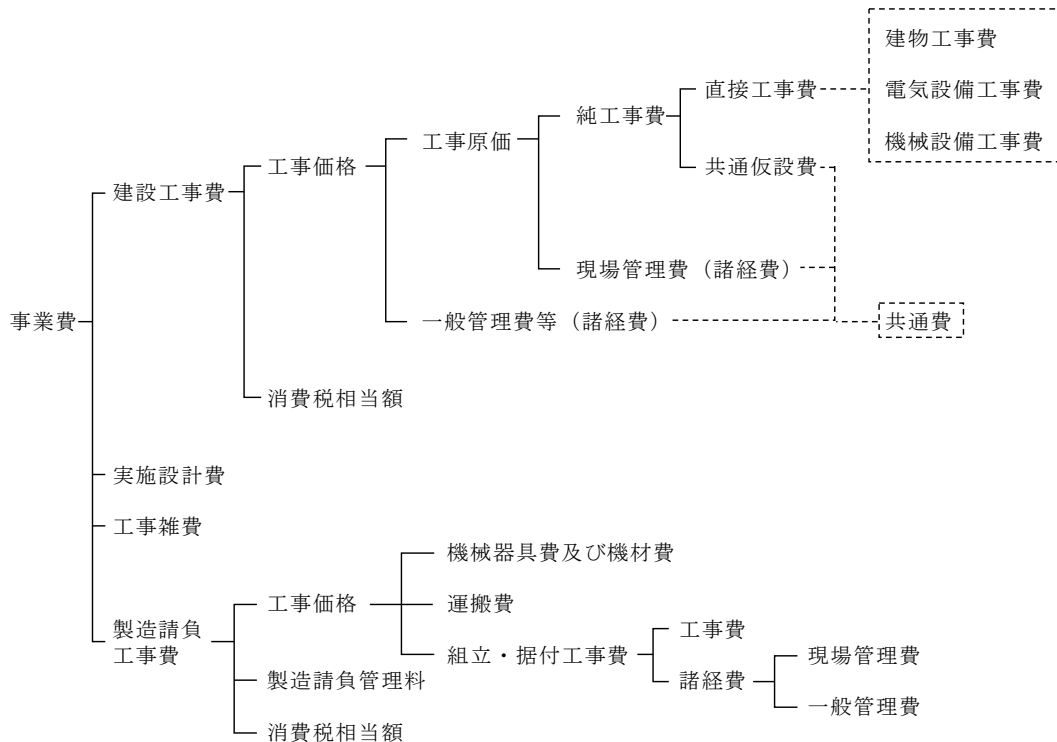 建物工事費
電気設備工事費
機械設備工事費
直接工事費
純工事費
工事原価
工事価格
共通仮設費
建設工事費
現場管理費（諸経費）
事業費
一般管理費等（諸経費）
共通費
消費税相当額
実施設計費
工事雑費
機械器具費及び機材費
工事価格
運搬費
製造請負
工事費
工事費
組立・据付工事費
現場管理費
諸経費
製造請負管理料
一般管理費
消費税相当額